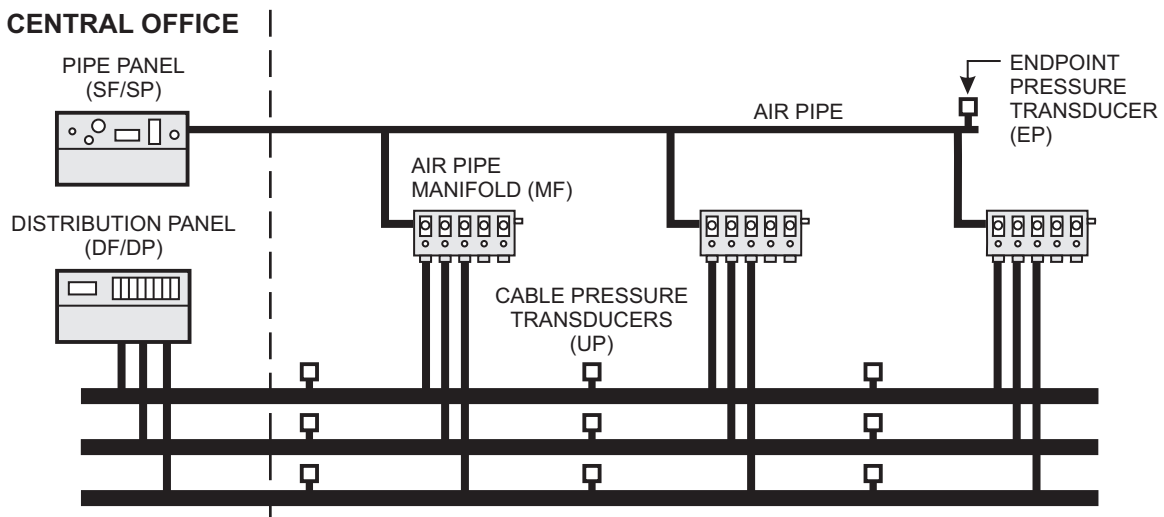 CENTRAL OFFICE
PIPE PANEL
(SF/SP)
ENDPOINT
PRESSURE
TRANSDUCER
(EP)
AIR PIPE
AIR PIPE
MANIFOLD (MF)
DISTRIBUTION PANEL
(DF/DP)
CABLE PRESSURE
TRANSDUCERS
(UP)